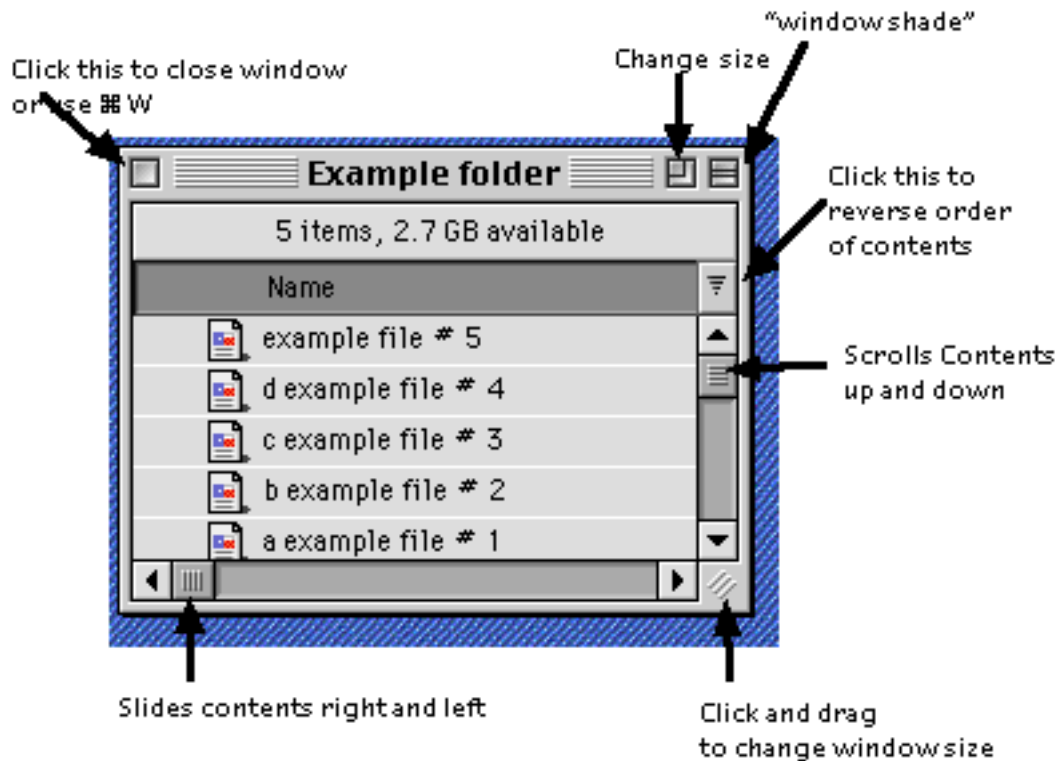 “window shade”
Change size
Click this to close window
or use ⌘ W
Example folder
Click this to
reverse order
of contents
5 items, 2.7 GB available
Name
example file # 5
d example file # 4
c example file # 3
b example file # 2
a example file # 1
Scrolls Contents
up and down
Slides contents right and left
Click and drag
to change window size